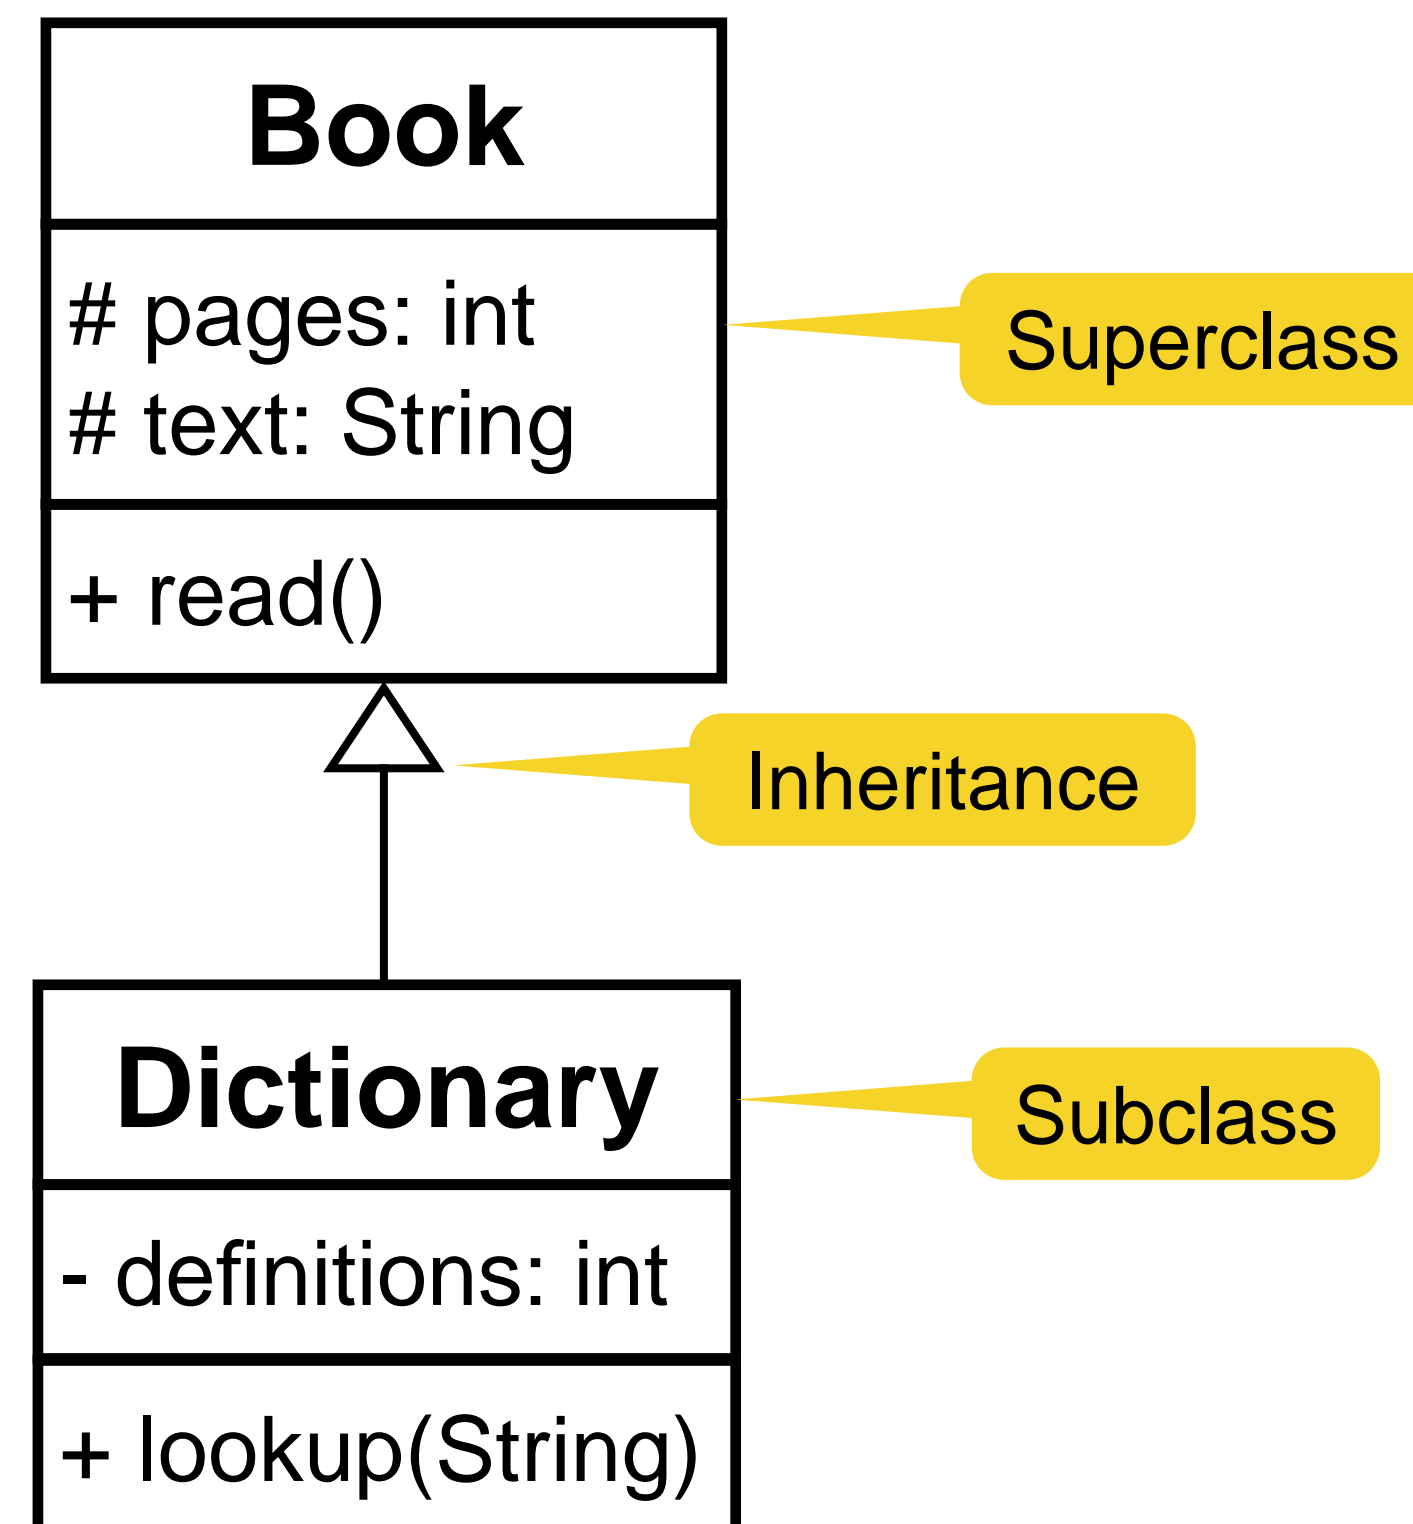 Book
# pages: int
# text: String
Superclass
+ read()
Inheritance
Dictionary
Subclass
- definitions: int
+ lookup(String)